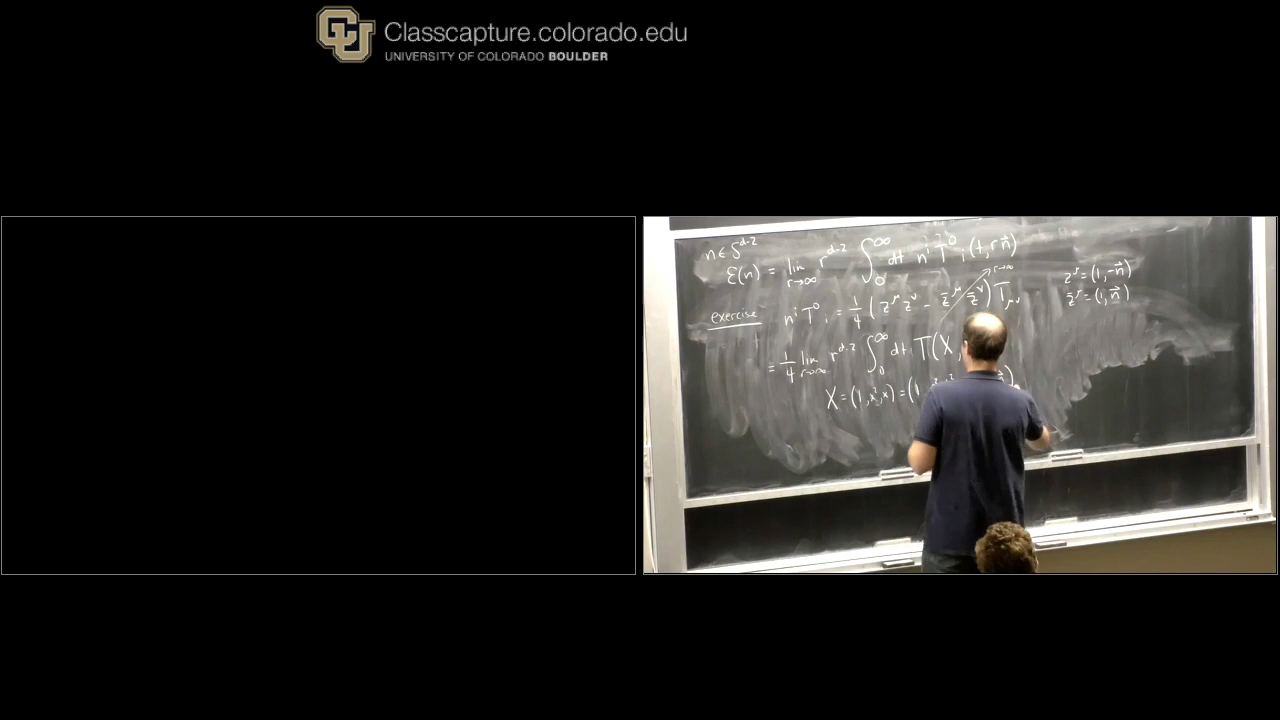 Classcapture.colorado.edu
UNIVERSITY OF COLORADO BOULDER
n ∈ S^{d-2}
ℰ(n) = lim_{r→∞} r^{d-2} ∫_0^∞ dt n^i T^0_i (t, r n⃗)
r→∞
z^μ = (1, -n⃗)
z̄^μ = (1, n⃗)
exercise n^i T^0_i = 1/4 ( z^μ z^ν - z̄^μ z̄^ν ) T_{μν}
= 1/4 lim_{r→∞} r^{d-2} ∫_0^∞ dt T(X,
X = (1, x², x) = (1,